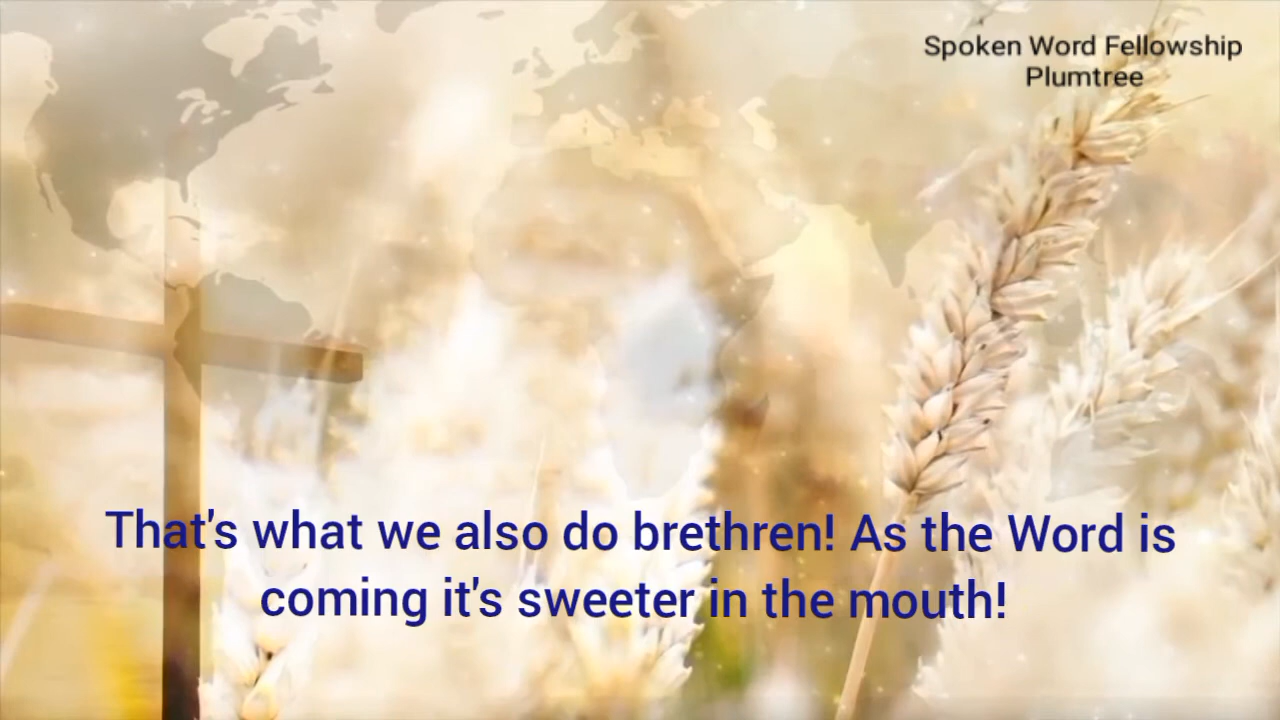 Spoken Word Fellowship
Plumtree
That's what we also do brethren! As the Word is
coming it's sweeter in the mouth!